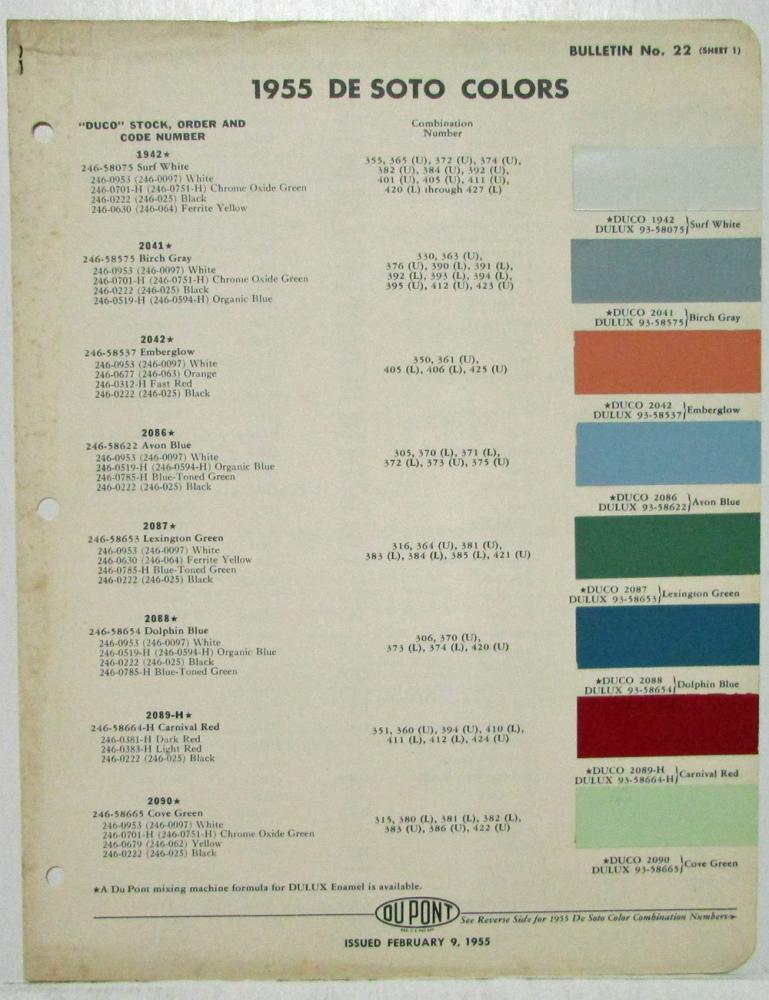 BULLETIN No. 22 (SHEET 1)
1955 DE SOTO COLORS
"DUCO" STOCK, ORDER AND
CODE NUMBER
Combination
Number
1942★
246-58075 Surf White
246-0953 (246-0097) White
246-0701-H (246-0751-H) Chrome Oxide Green
246-0222 (246-025) Black
246-0630 (246-064) Ferrite Yellow
355, 365 (U), 372 (U), 374 (U),
382 (U), 384 (U), 392 (U),
401 (U), 405 (U), 411 (U),
420 (L) through 427 (L)
★DUCO 1942
DULUX 93-58075} Surf White
2041★
246-58575 Birch Gray
246-0953 (246-0097) White
246-0701-H (246-0751-H) Chrome Oxide Green
246-0222 (246-025) Black
246-0519-H (246-0594-H) Organic Blue
330, 363 (U),
376 (U), 390 (L), 391 (L),
392 (L), 393 (L), 394 (L),
395 (U), 412 (U), 423 (U)
★DUCO 2041
DULUX 93-58575} Birch Gray
2042★
246-58537 Emberglow
246-0953 (246-0097) White
246-0677 (246-063) Orange
246-0312-H Fast Red
246-0222 (246-025) Black
350, 361 (U),
405 (L), 406 (L), 425 (U)
★DUCO 2042
DULUX 93-58537} Emberglow
2086★
246-58622 Avon Blue
246-0953 (246-0097) White
246-0519-H (246-0594-H) Organic Blue
246-0785-H Blue-Toned Green
246-0222 (246-025) Black
305, 370 (L), 371 (L),
372 (L), 373 (U), 375 (U)
★DUCO 2086
DULUX 93-58622} Avon Blue
2087★
246-58653 Lexington Green
246-0953 (246-0097) White
246-0630 (246-064) Ferrite Yellow
246-0785-H Blue-Toned Green
246-0222 (246-025) Black
316, 364 (U), 381 (U),
383 (L), 384 (L), 385 (L), 421 (U)
★DUCO 2087
DULUX 93-58653} Lexington Green
2088★
246-58654 Dolphin Blue
246-0953 (246-0097) White
246-0519-H (246-0594-H) Organic Blue
246-0222 (246-025) Black
246-0785-H Blue-Toned Green
306, 370 (U),
373 (L), 374 (L), 420 (U)
★DUCO 2088
DULUX 93-58654} Dolphin Blue
2089-H★
246-58664-H Carnival Red
246-0381-H Dark Red
246-0383-H Light Red
246-0222 (246-025) Black
351, 360 (U), 394 (U), 410 (L),
411 (L), 412 (L), 424 (U)
★DUCO 2089-H
DULUX 93-58664-H} Carnival Red
2090★
246-58665 Cove Green
246-0953 (246-0097) White
246-0701-H (246-0751-H) Chrome Oxide Green
246-0679 (246-062) Yellow
246-0222 (246-025) Black
315, 380 (L), 381 (L), 382 (L),
383 (U), 386 (U), 422 (U)
★DUCO 2090
DULUX 93-58665} Cove Green
★A Du Pont mixing machine formula for DULUX Enamel is available.
DU PONT
See Reverse Side for 1955 De Soto Color Combination Numbers
ISSUED FEBRUARY 9, 1955